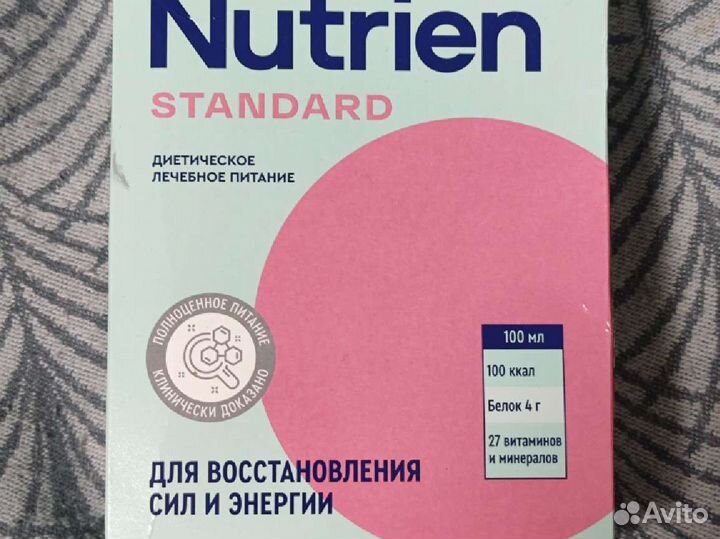 Nutrien
STANDARD
ДИЕТИЧЕСКОЕ
ЛЕЧЕБНОЕ ПИТАНИЕ
ПОЛНОЦЕННОЕ ПИТАНИЕ
КЛИНИЧЕСКИ ДОКАЗАНО
100 мл
100 ккал
Белок 4 г
27 витаминов
и минералов
ДЛЯ ВОССТАНОВЛЕНИЯ
СИЛ И ЭНЕРГИИ
Avito